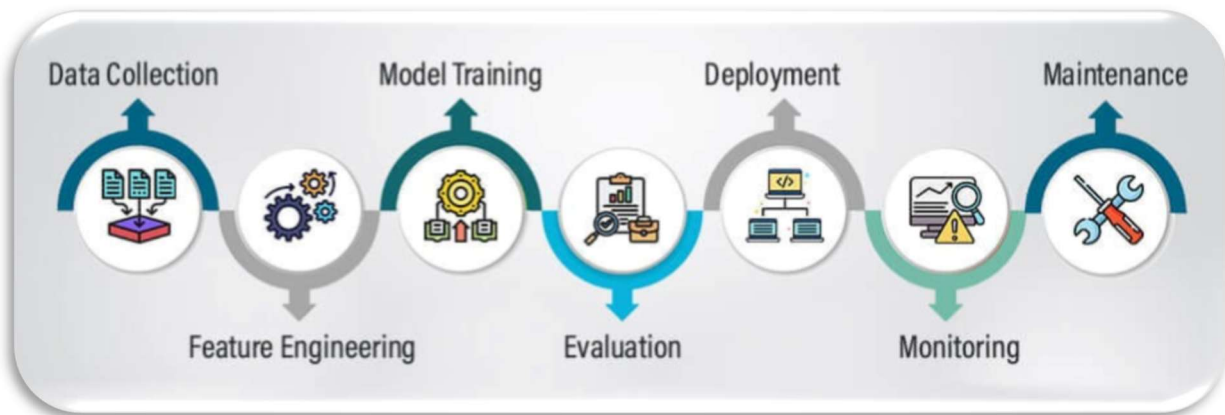 Data Collection
Model Training
Deployment
Maintenance
</>
Feature Engineering
Evaluation
Monitoring